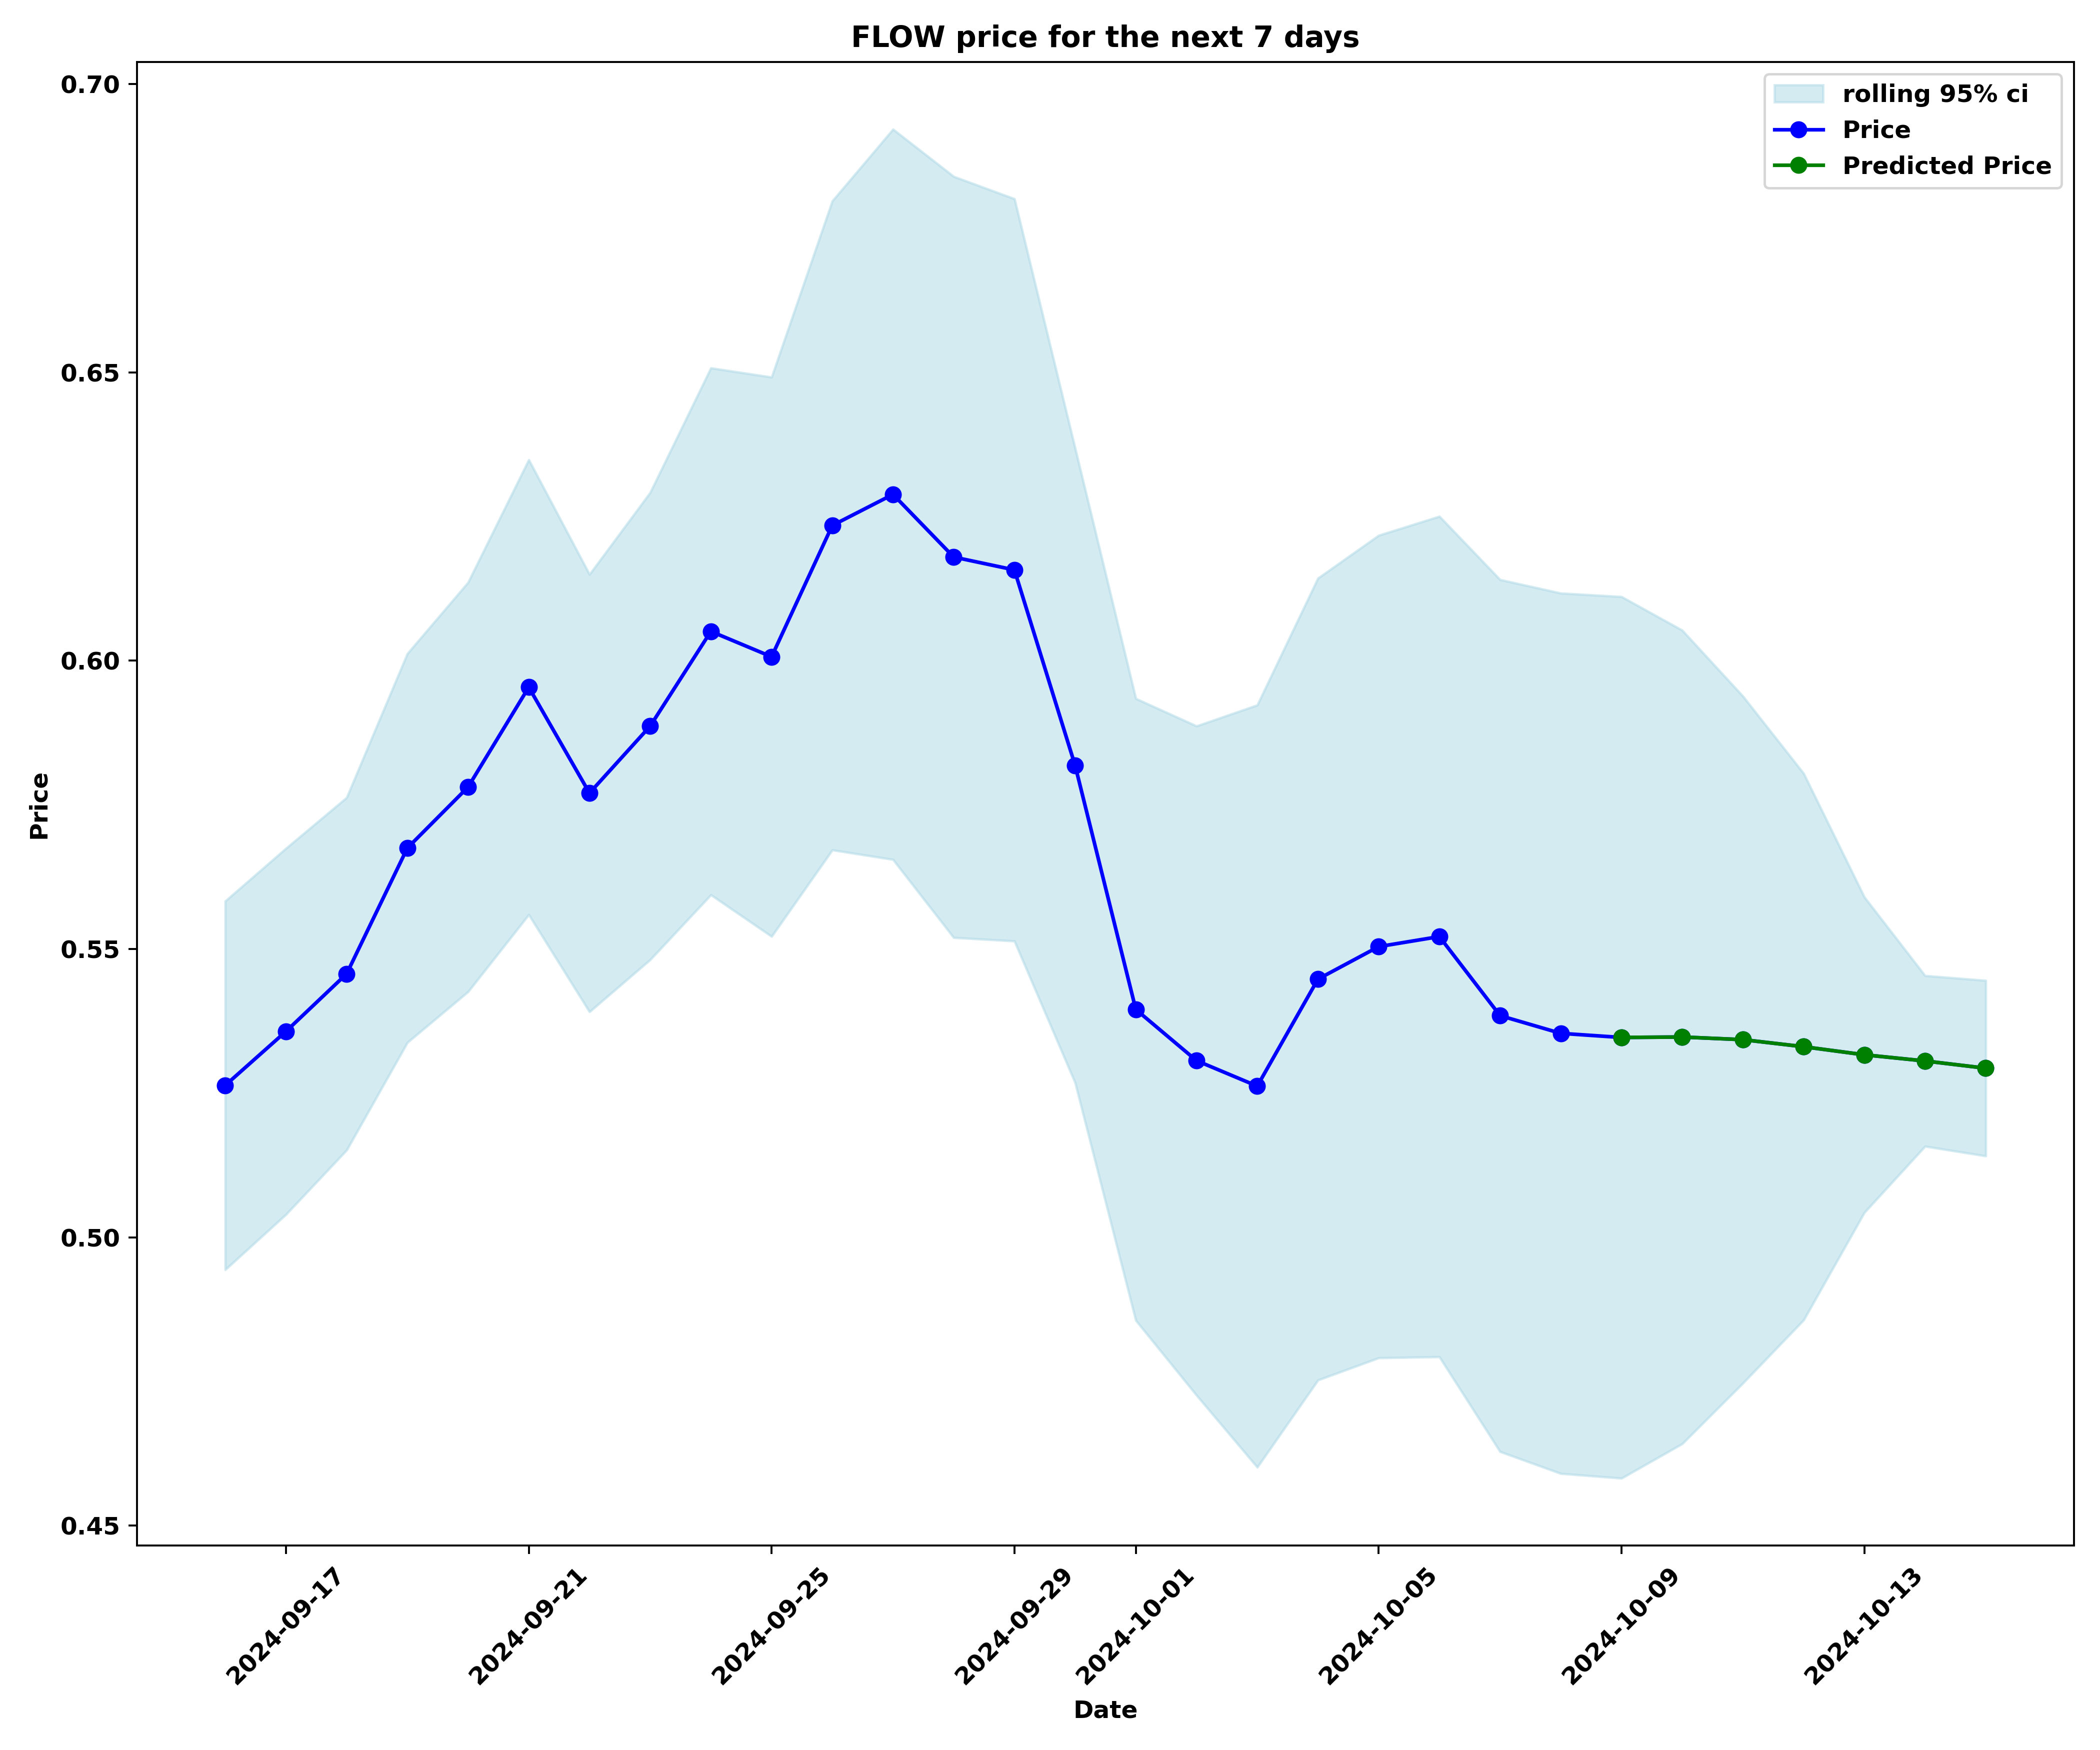 FLOW price for the next 7 days
rolling 95% ci
Price
Predicted Price
0.70
0.65
0.60
0.55
0.50
0.45
Price
2024-09-17
2024-09-21
2024-09-25
2024-09-29
2024-10-01
2024-10-05
2024-10-09
2024-10-13
Date